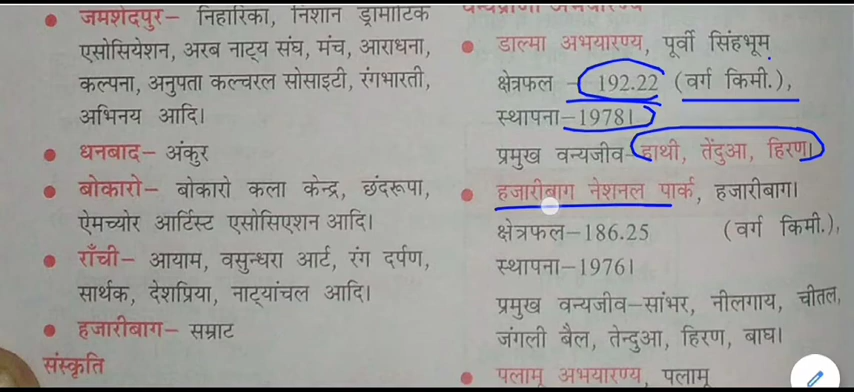 जमशेदपुर– निहारिका, निशान ड्रामाटिक
एसोसियेशन, अरब नाट्य संघ, मंच, आराधना,
कल्पना, अनुपता कल्चरल सोसाइटी, रंगभारती,
अभिनय आदि।
धनबाद– अंकुर
बोकारो– बोकारो कला केन्द्र, छंदरूपा,
ऐमच्योर आर्टिस्ट एसोसिएशन आदि।
राँची– आयाम, वसुन्धरा आर्ट, रंग दर्पण,
सार्थक, देशप्रिया, नाट्यांचल आदि।
हजारीबाग– सम्राट
संस्कृति
डाल्मा अभयारण्य, पूर्वी सिंहभूम
क्षेत्रफल – 192.22 (वर्ग किमी.),
स्थापना–1978।
प्रमुख वन्यजीव–हाथी, तेंदुआ, हिरण।
हजारीबाग नेशनल पार्क, हजारीबाग।
क्षेत्रफल–186.25 (वर्ग किमी.),
स्थापना–1976।
प्रमुख वन्यजीव–सांभर, नीलगाय, चीतल,
जंगली बैल, तेन्दुआ, हिरण, बाघ।
पलामू अभयारण्य, पलामू